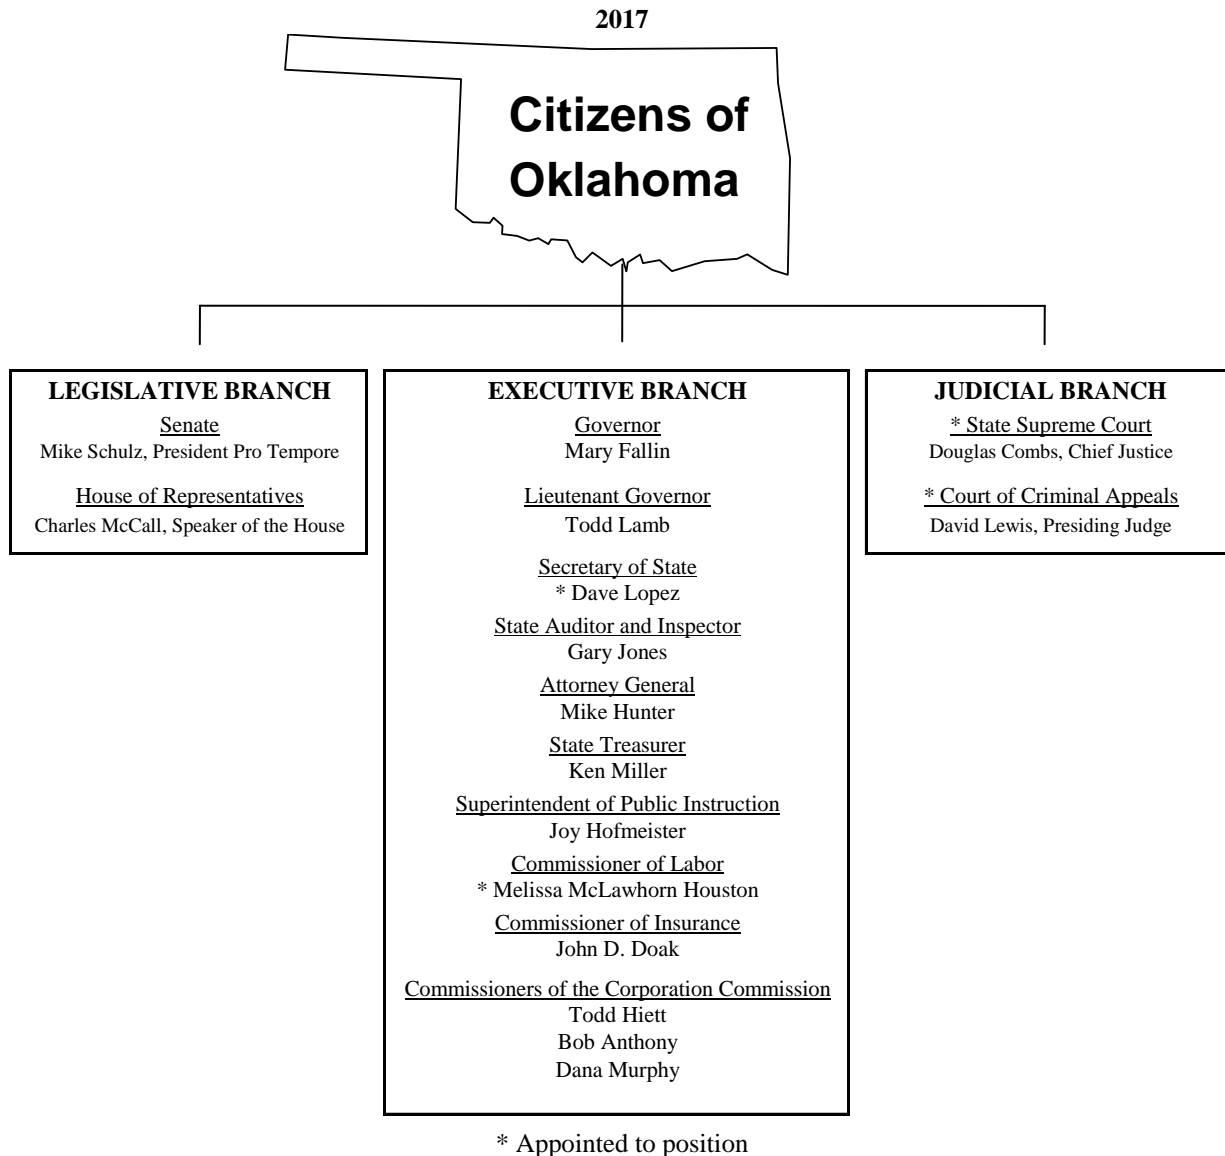 2017
Citizens of
Oklahoma
LEGISLATIVE BRANCH
Senate
Mike Schulz, President Pro Tempore
House of Representatives
Charles McCall, Speaker of the House
EXECUTIVE BRANCH
Governor
Mary Fallin
Lieutenant Governor
Todd Lamb
Secretary of State
* Dave Lopez
State Auditor and Inspector
Gary Jones
Attorney General
Mike Hunter
State Treasurer
Ken Miller
Superintendent of Public Instruction
Joy Hofmeister
Commissioner of Labor
* Melissa McLawhorn Houston
Commissioner of Insurance
John D. Doak
Commissioners of the Corporation Commission
Todd Hiett
Bob Anthony
Dana Murphy
JUDICIAL BRANCH
* State Supreme Court
Douglas Combs, Chief Justice
* Court of Criminal Appeals
David Lewis, Presiding Judge
* Appointed to position